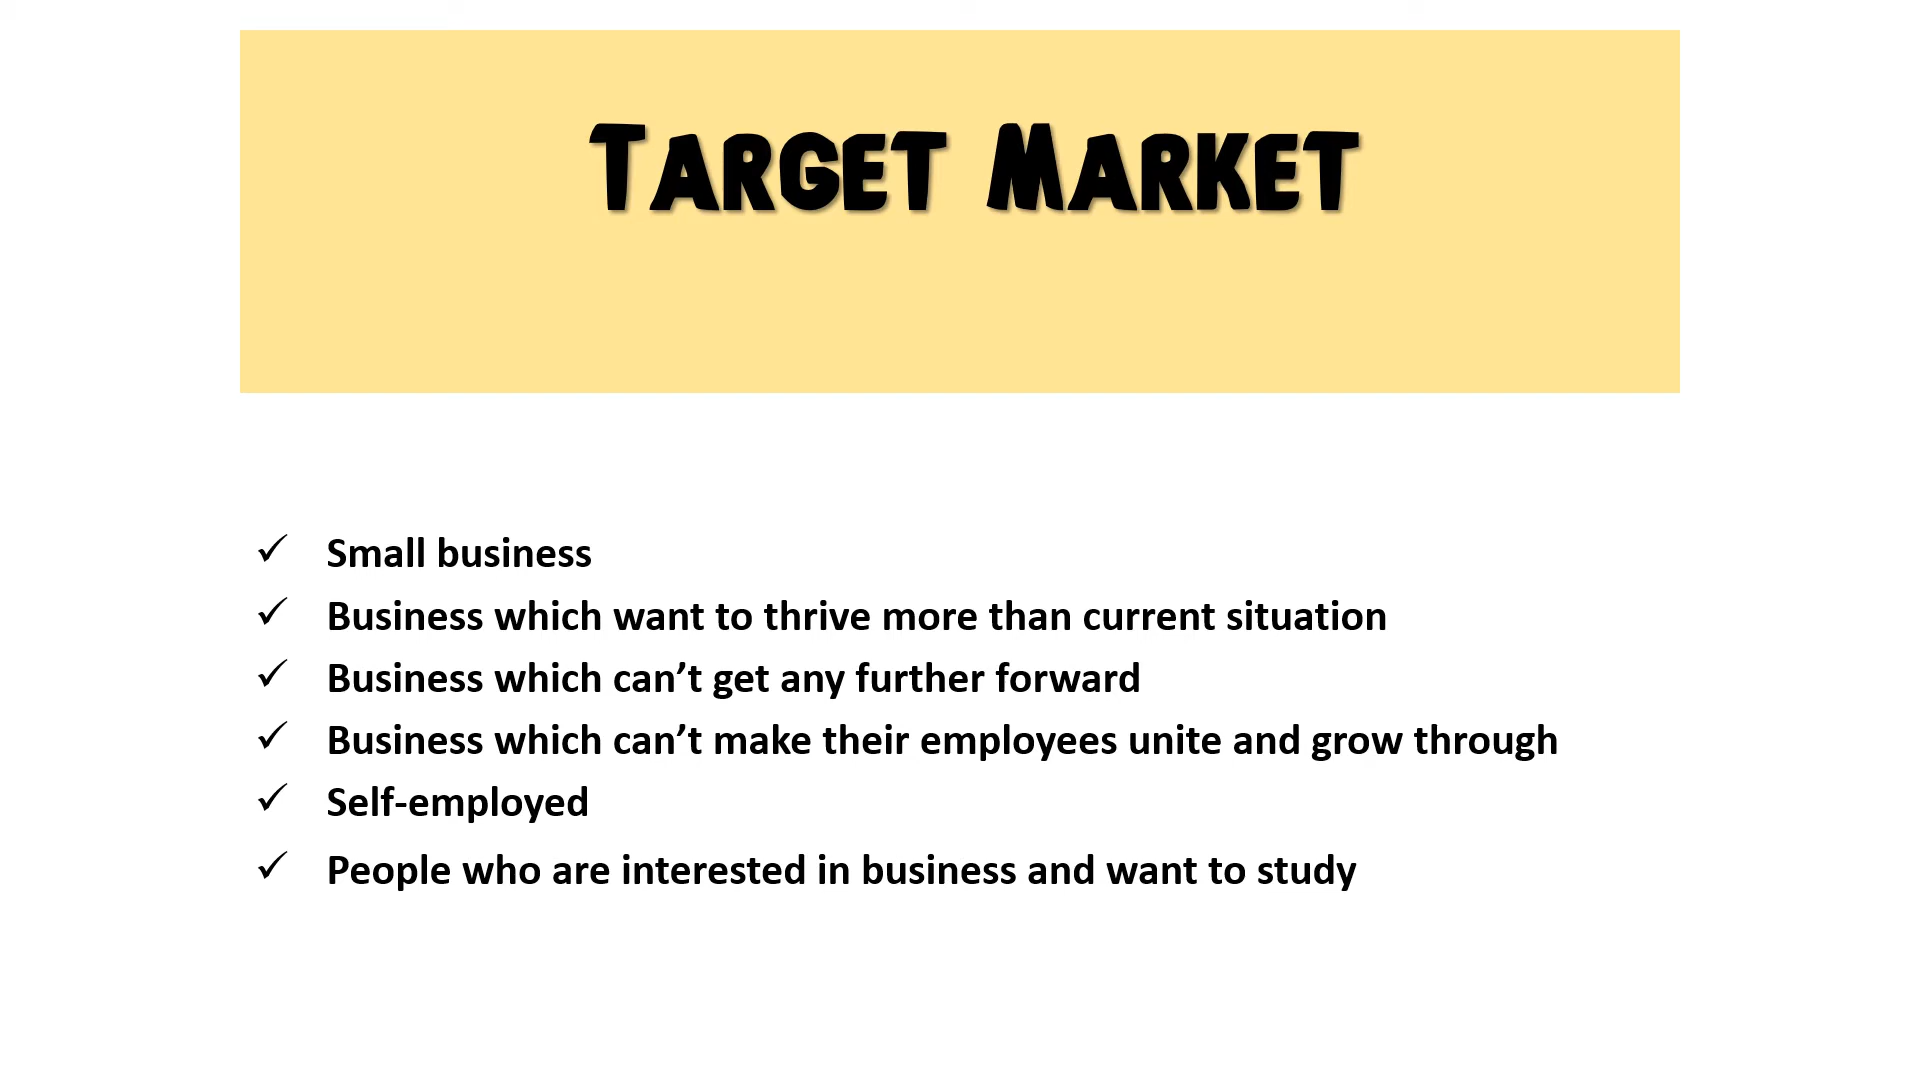 Target Market
✓ Small business
✓ Business which want to thrive more than current situation
✓ Business which can’t get any further forward
✓ Business which can’t make their employees unite and grow through
✓ Self-employed
✓ People who are interested in business and want to study